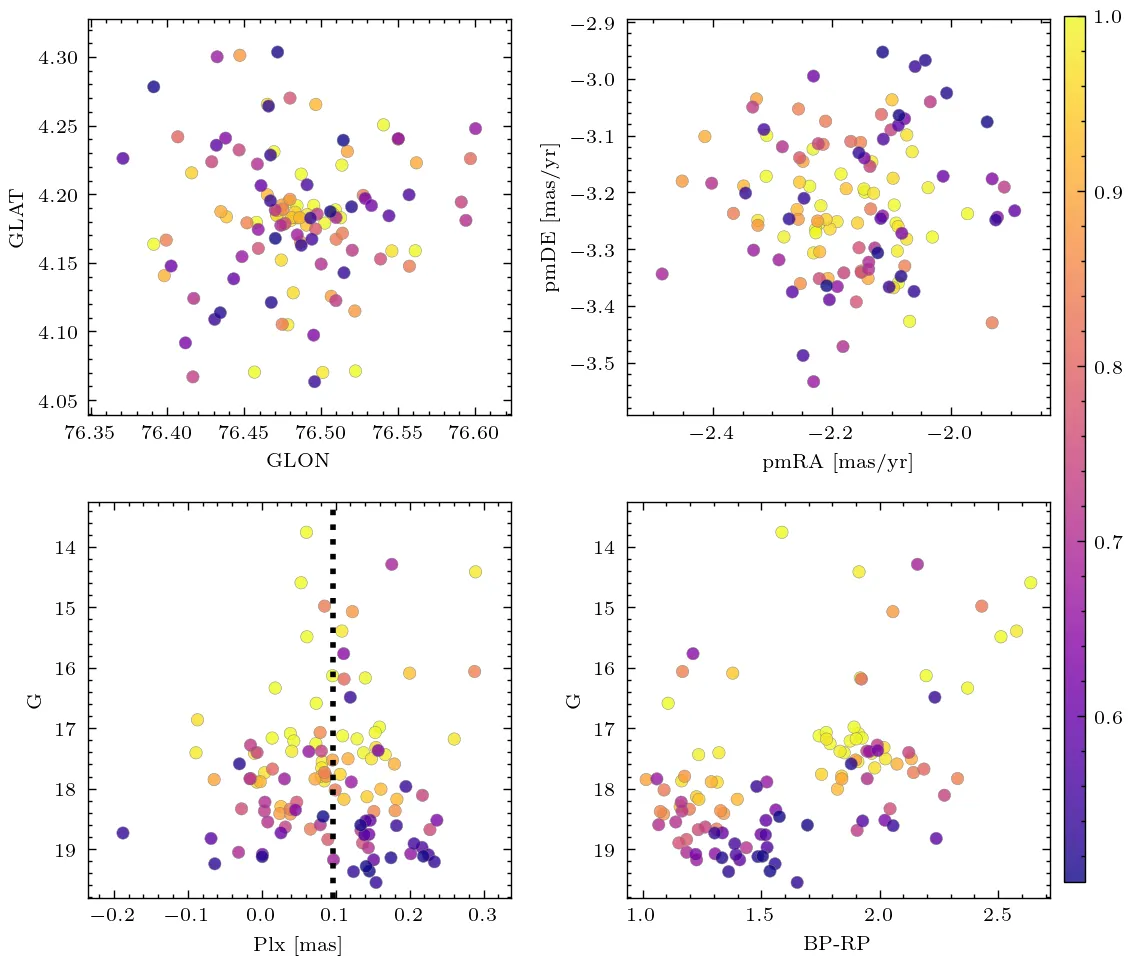 4.30
4.25
4.20
4.15
4.10
4.05
GLAT
76.35 76.40 76.45 76.50 76.55 76.60
GLON
−2.9
−3.0
−3.1
−3.2
−3.3
−3.4
−3.5
pmDE [mas/yr]
−2.4 −2.2 −2.0
pmRA [mas/yr]
1.0
0.9
0.8
0.7
0.6
14
15
16
17
18
19
G
−0.2 −0.1 0.0 0.1 0.2 0.3
Plx [mas]
14
15
16
17
18
19
G
1.0 1.5 2.0 2.5
BP-RP